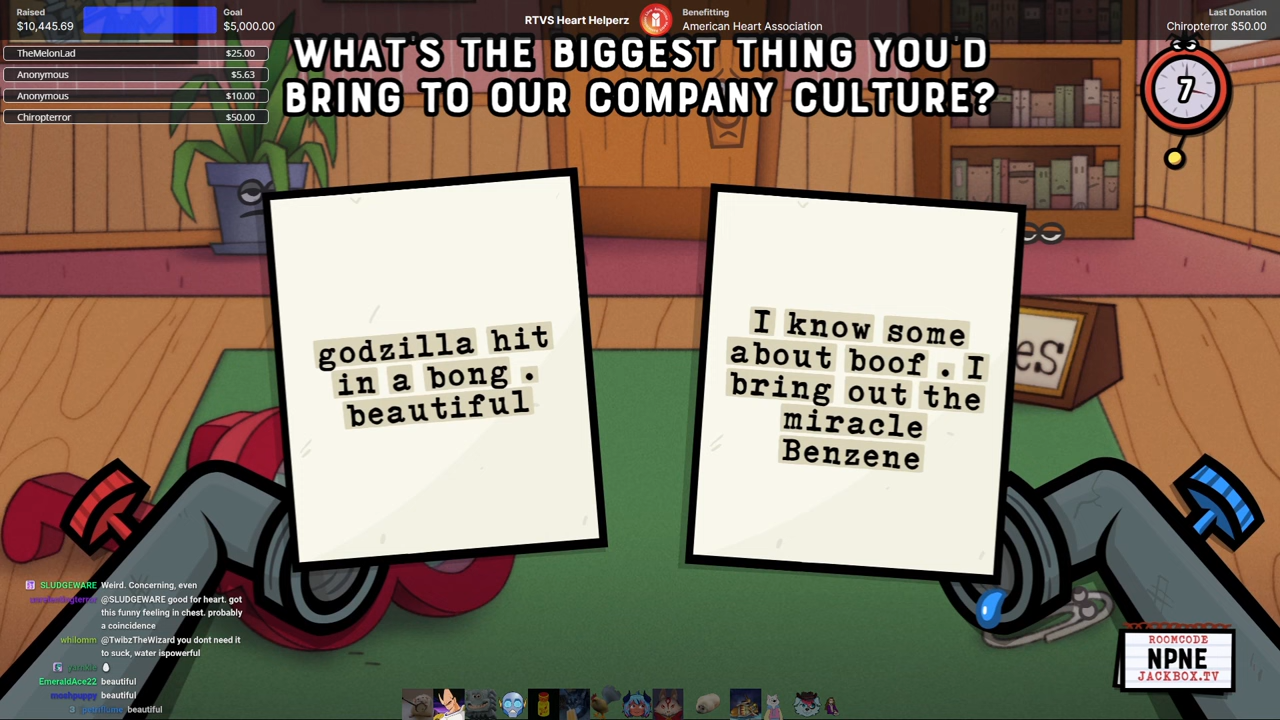 Raised
$10,445.69
Goal
$5,000.00
RTVS Heart Helperz
Benefitting
American Heart Association
Last Donation
Chiropterror $50.00
TheMelonLad $25.00
Anonymous $5.63
Anonymous $10.00
Chiropterror $50.00
WHAT'S THE BIGGEST THING YOU'D
BRING TO OUR COMPANY CULTURE?
7
godzilla hit
in a bong .
beautiful
I know some
about boof . I
bring out the
miracle
Benzene
es
SLUDGEWARE Weird. Concerning, even
@SLUDGEWARE good for heart. got
this funny feeling in chest. probably
a coincidence
whilomm @TwibzTheWizard you dont need it
to suck, water ispowerful
EmeraldAce22 beautiful
moshpuppy beautiful
3 beautiful
ROOMCODE
NPNE
JACKBOX.TV